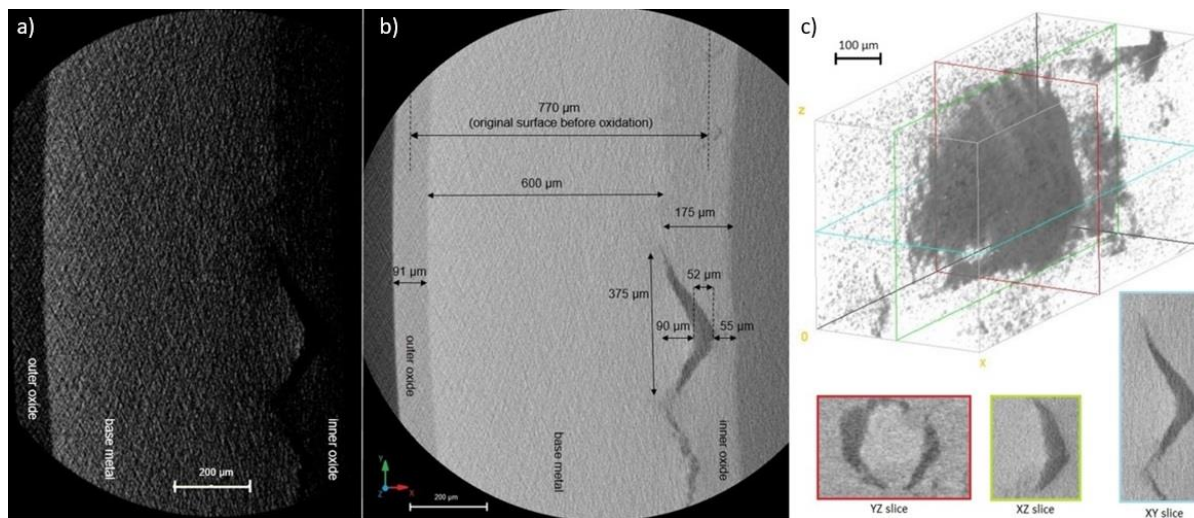 a)
outer oxide
base metal
inner oxide
200 µm
b)
770 µm
(original surface before oxidation)
600 µm
175 µm
91 µm
52 µm
375 µm
90 µm
55 µm
outer oxide
base metal
inner oxide
Y
Z
X
200 µm
c)
100 µm
z
0
x
YZ slice
XZ slice
XY slice